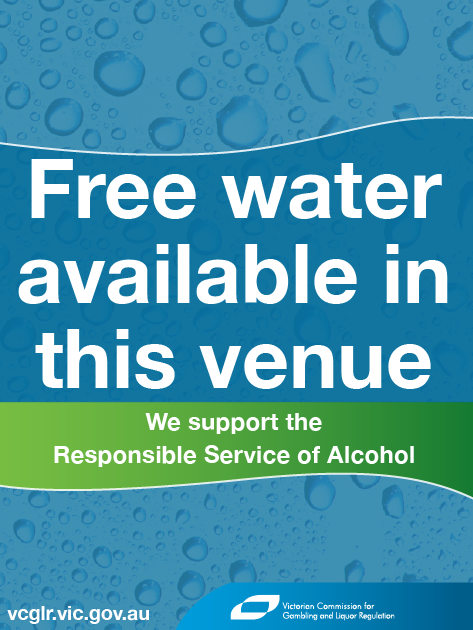 Free water
available in
this venue
We support the
Responsible Service of Alcohol
vcglr.vic.gov.au
Victorian Commission for
Gambling and Liquor Regulation